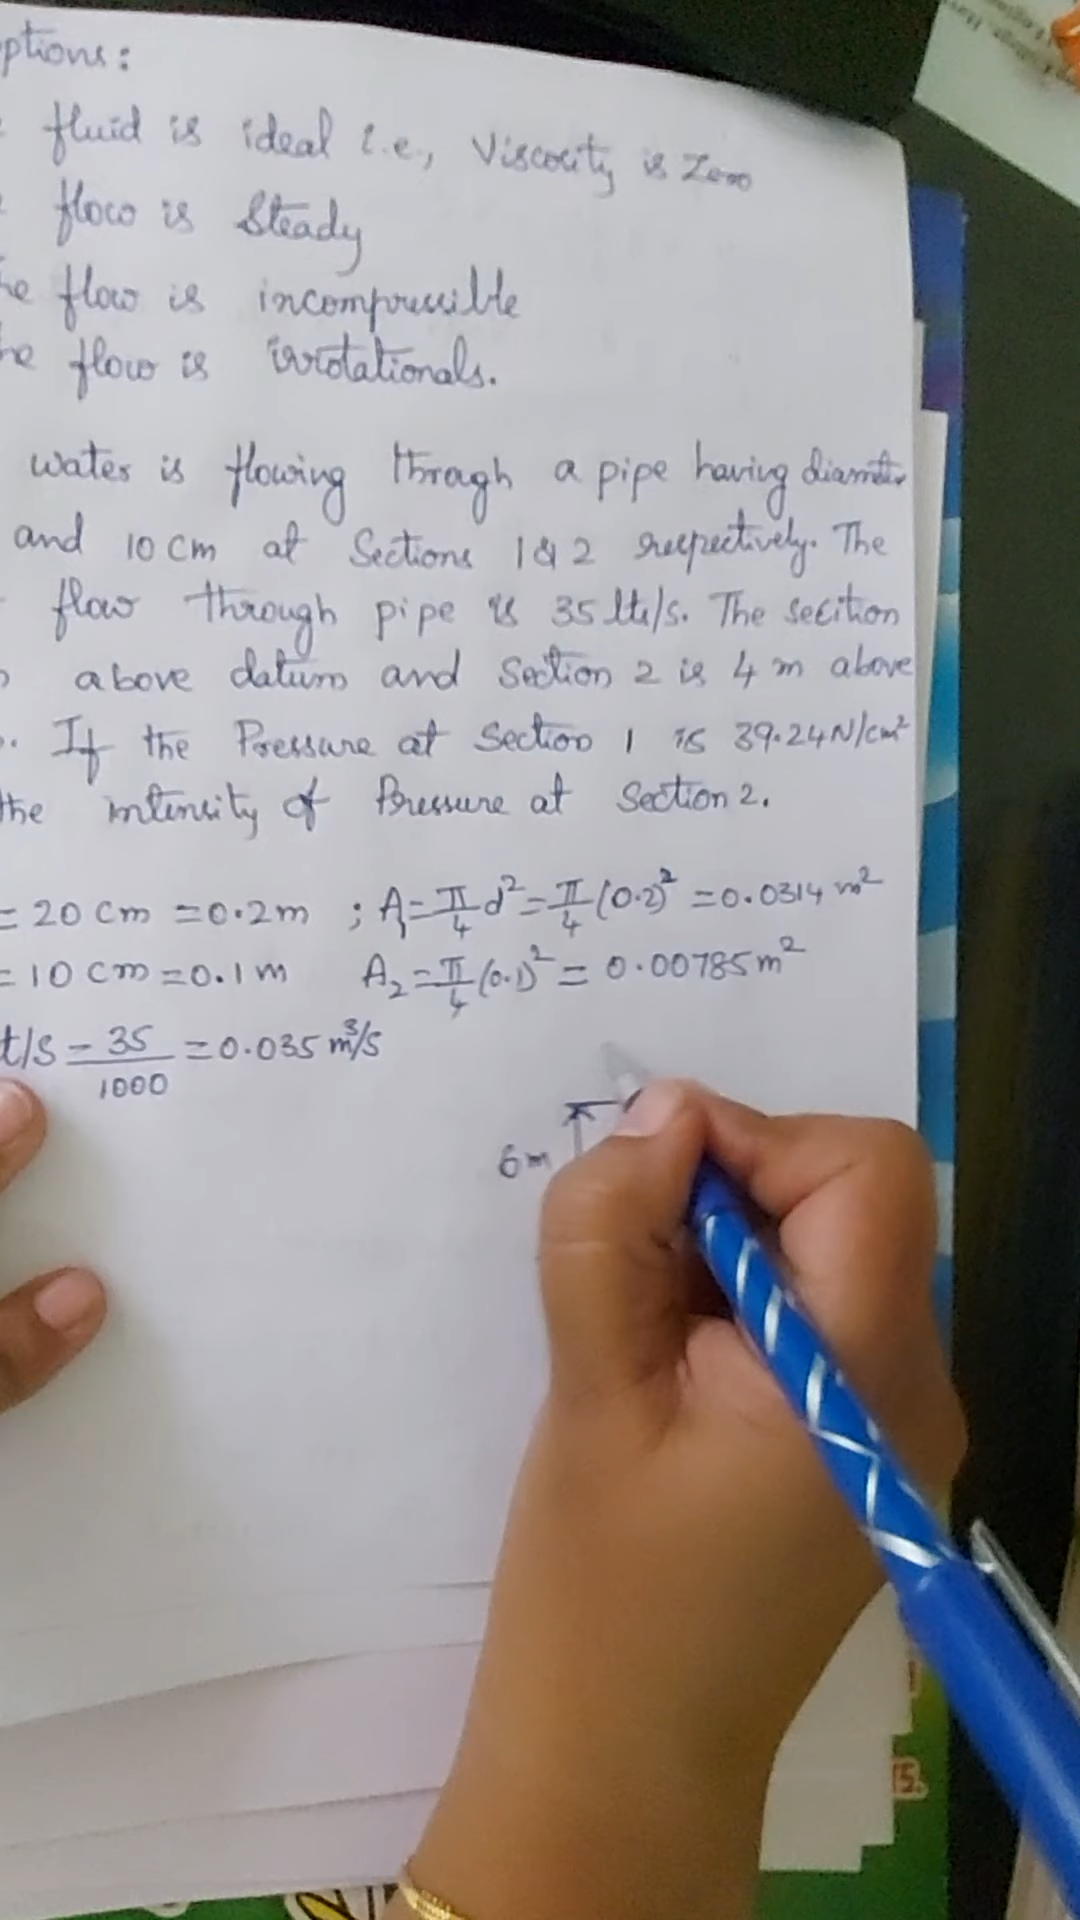 ptions:
fluid is ideal i.e., Viscosity is Zero
flow is Steady
he flow is incompressible
he flow is irrotationals.
water is flowing thragh a pipe having diameter
and 10 cm at Sections 1 & 2 respectively. The
flow through pipe is 35 lts/s. The secition
above datum and Section 2 is 4 m above
. If the Pressure at Section 1 is 39.24 N/cm²
the intensity of Pressure at Section 2.
= 20 cm = 0.2 m ; A₁ = π/4 d² = π/4 (0.2)² = 0.0314 m²
= 10 cm = 0.1 m A₂ = π/4 (0.1)² = 0.00785 m²
t/s = 35/1000 = 0.035 m³/s
6m